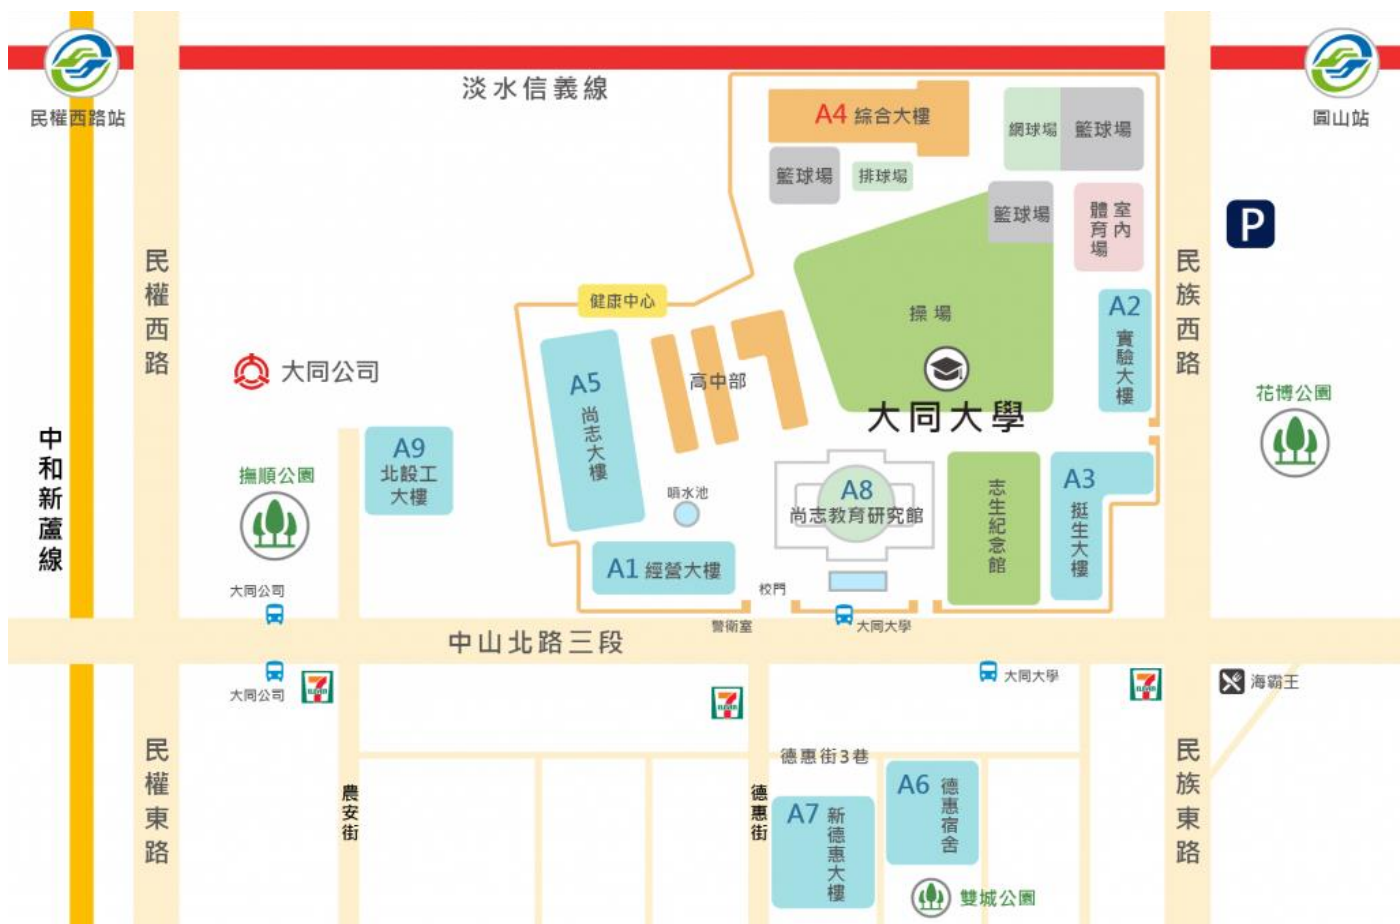 淡水信義線
民權西路站
圓山站
A4 綜合大樓
網球場
籃球場
籃球場
排球場
籃球場
室內體育場
民權西路
民族西路
P
健康中心
操場
A2
實驗大樓
大同公司
A5
尚志大樓
高中部
大同大學
花博公園
中和新蘆線
A9
北設工
大樓
撫順公園
噴水池
A8
尚志教育研究館
志生紀念館
A3
挺生大樓
A1 經營大樓
校門
大同公司
警衛室
大同大學
中山北路三段
大同公司
7
ELEVEN
7
ELEVEN
大同大學
7
ELEVEN
海霸王
民權東路
農安街
德惠街
德惠街3巷
A7
新德惠大樓
A6
德惠宿舍
民族東路
雙城公園